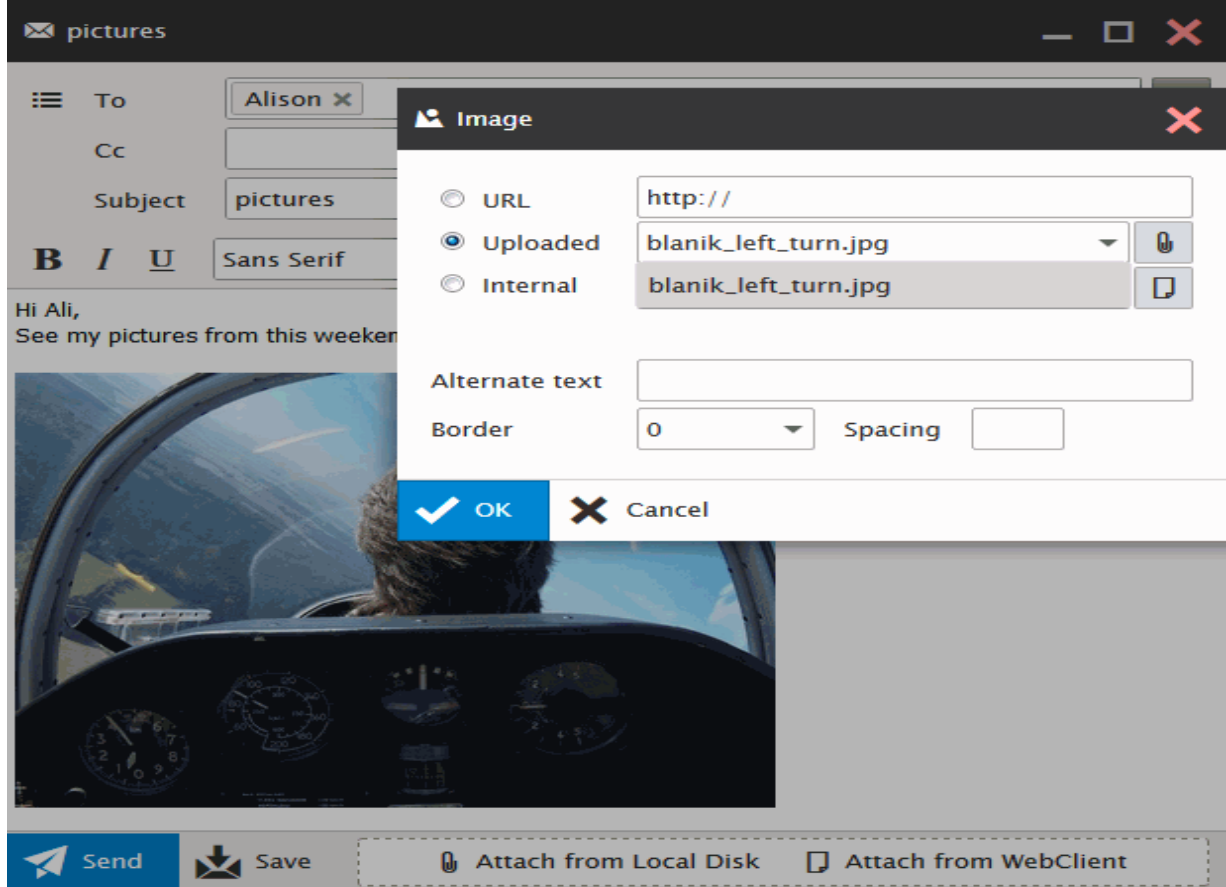 pictures
To
Alison
Image
Cc
URL
http://
Subject
pictures
Uploaded
blanik_left_turn.jpg
B I U
Sans Serif
Internal
blanik_left_turn.jpg
Hi Ali,
See my pictures from this
Alternate text
Border
0
Spacing
OK
Cancel
Send
Save
Attach from Local Disk
Attach from WebClient